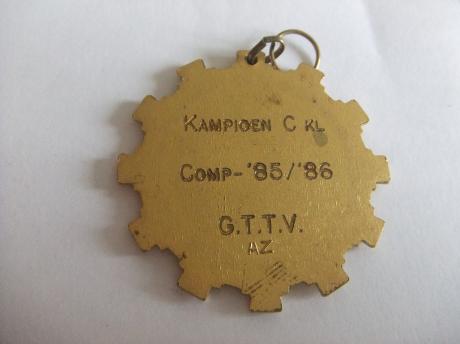 KAMPIOEN C KL
COMP-'85/'86
G.T.T.V.
AZ